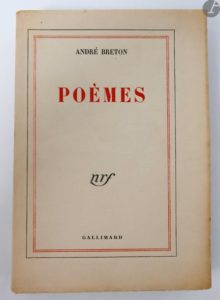 ANDRÉ BRETON
POÈMES
nrf
GALLIMARD